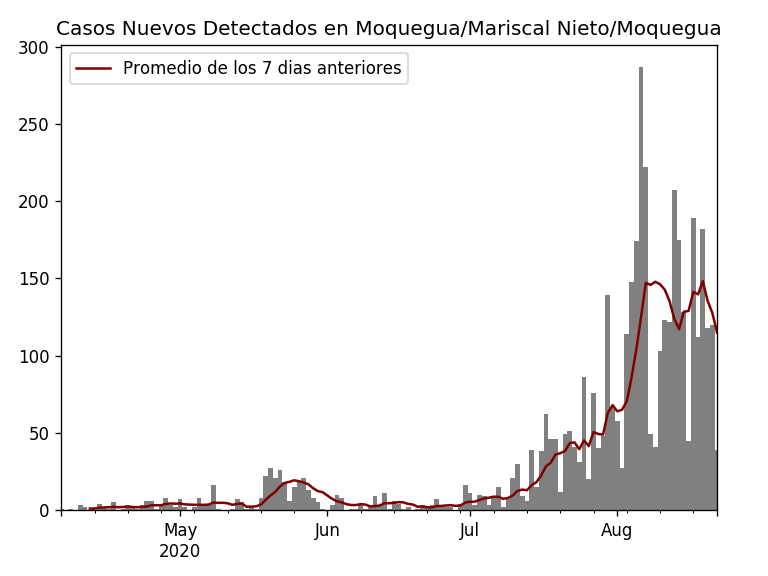 Casos Nuevos Detectados en Moquegua/Mariscal Nieto/Moquegua
Promedio de los 7 dias anteriores
300
250
200
150
100
50
0
May
2020
Jun
Jul
Aug